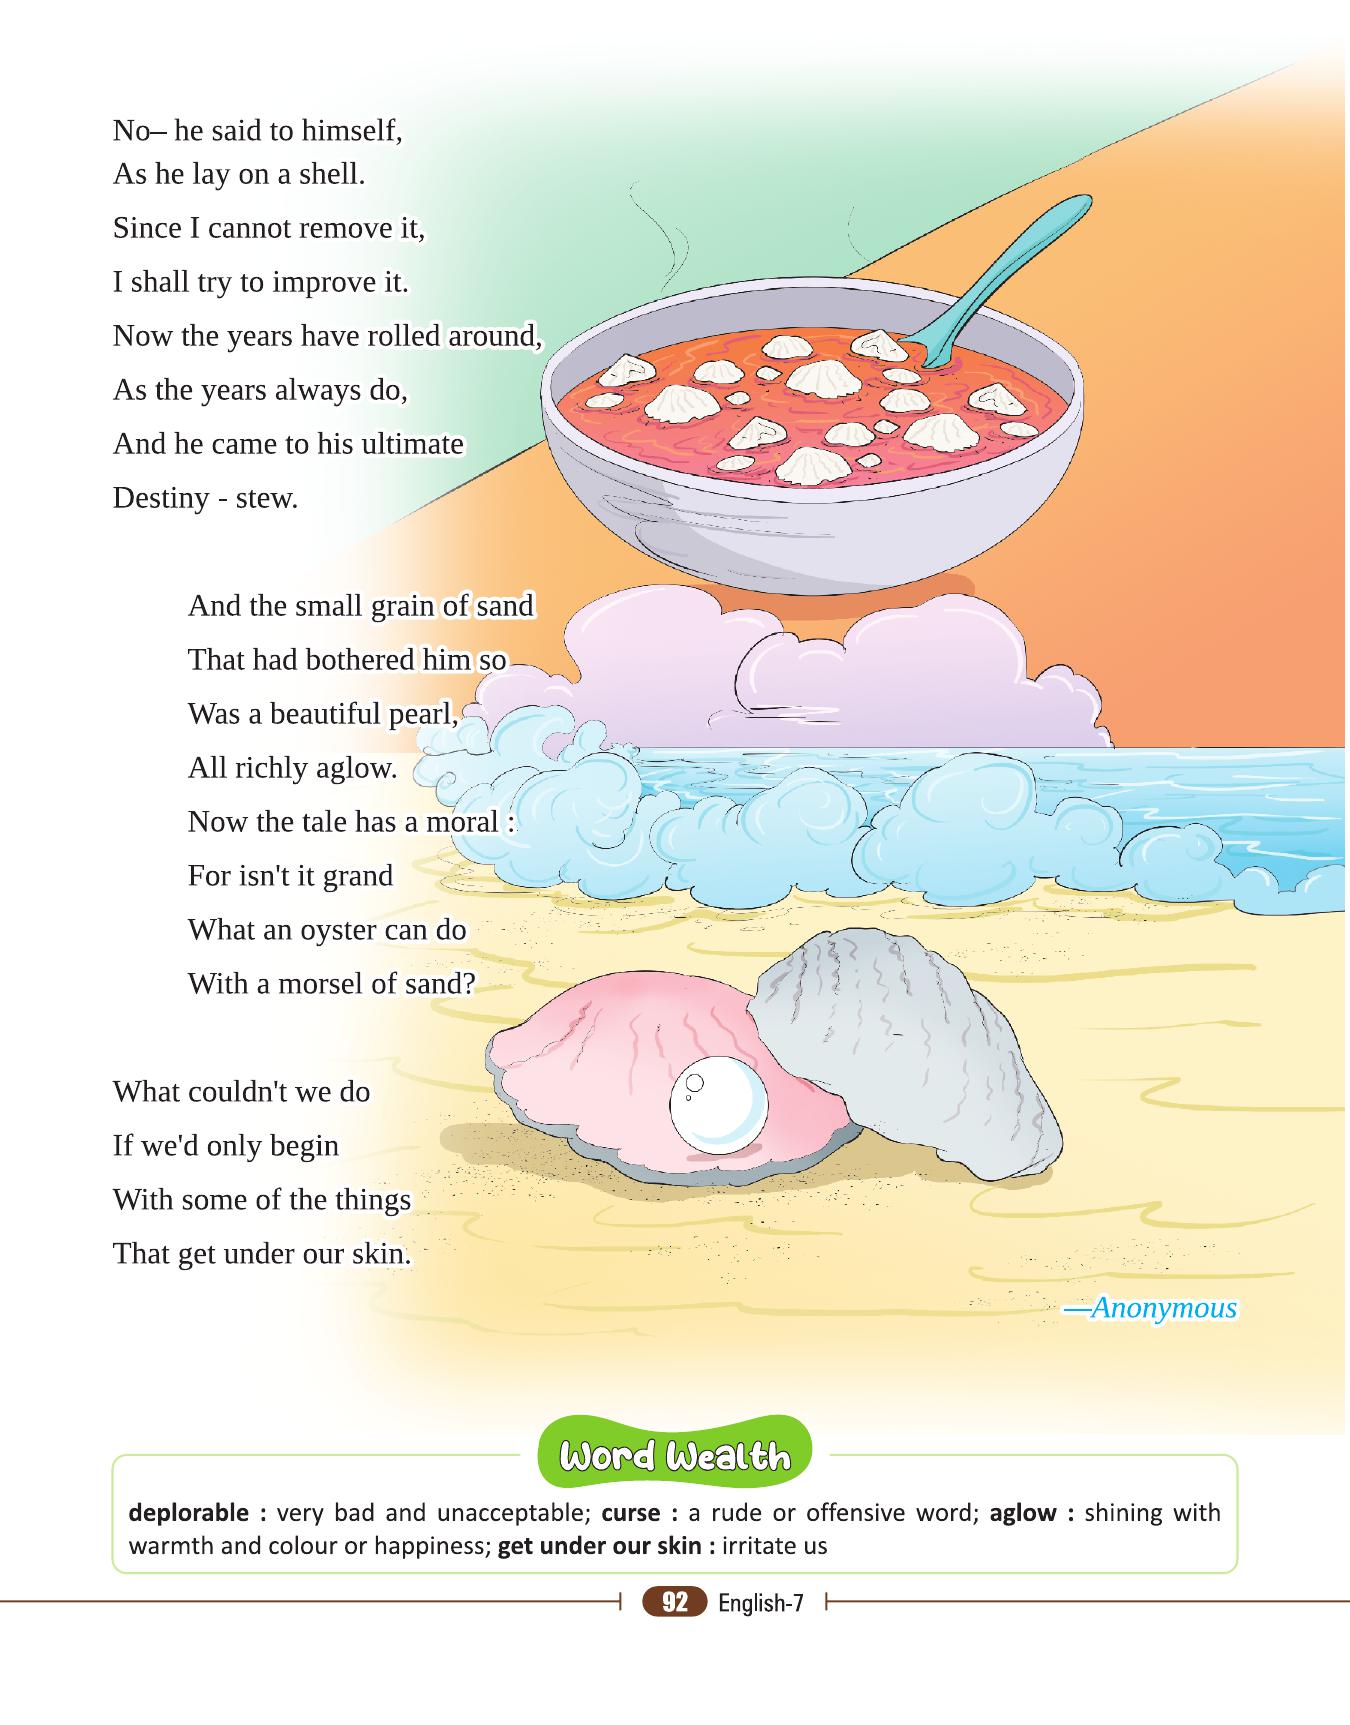 No– he said to himself,
As he lay on a shell.
Since I cannot remove it,
I shall try to improve it.
Now the years have rolled around,
As the years always do,
And he came to his ultimate
Destiny - stew.
And the small grain of sand
That had bothered him so
Was a beautiful pearl,
All richly aglow.
Now the tale has a moral :
For isn't it grand
What an oyster can do
With a morsel of sand?
What couldn't we do
If we'd only begin
With some of the things
That get under our skin.
—Anonymous
Word Wealth
deplorable : very bad and unacceptable; curse : a rude or offensive word; aglow : shining with
warmth and colour or happiness; get under our skin : irritate us
92 English-7